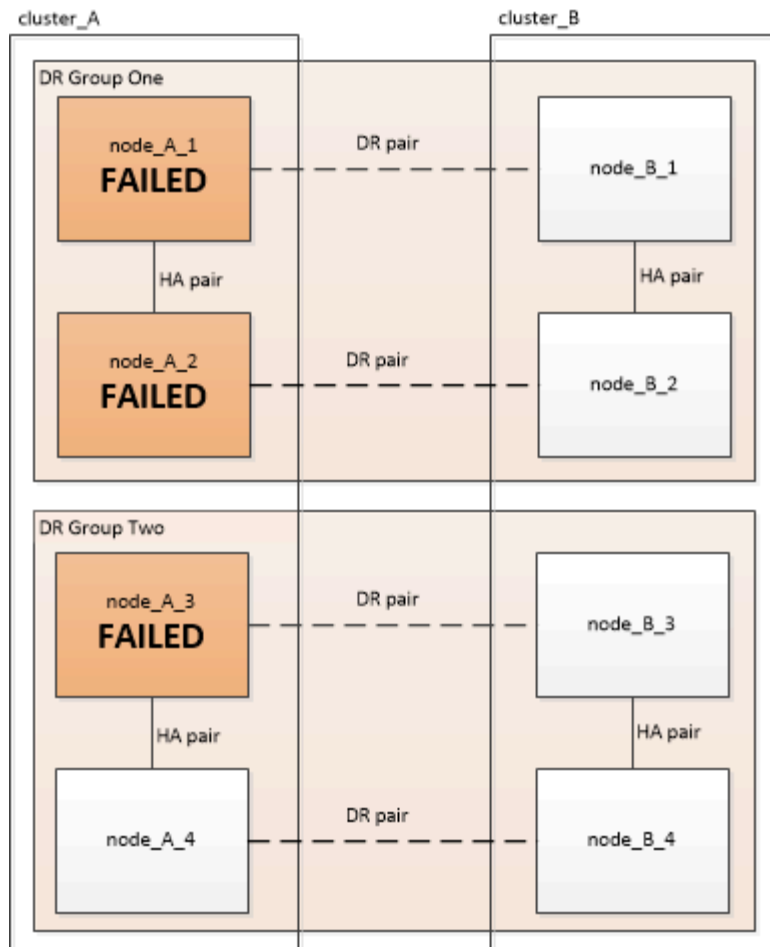 cluster_A
cluster_B
DR Group One
node_A_1
FAILED
DR pair
node_B_1
HA pair
HA pair
node_A_2
FAILED
DR pair
node_B_2
DR Group Two
node_A_3
FAILED
DR pair
node_B_3
HA pair
HA pair
node_A_4
DR pair
node_B_4